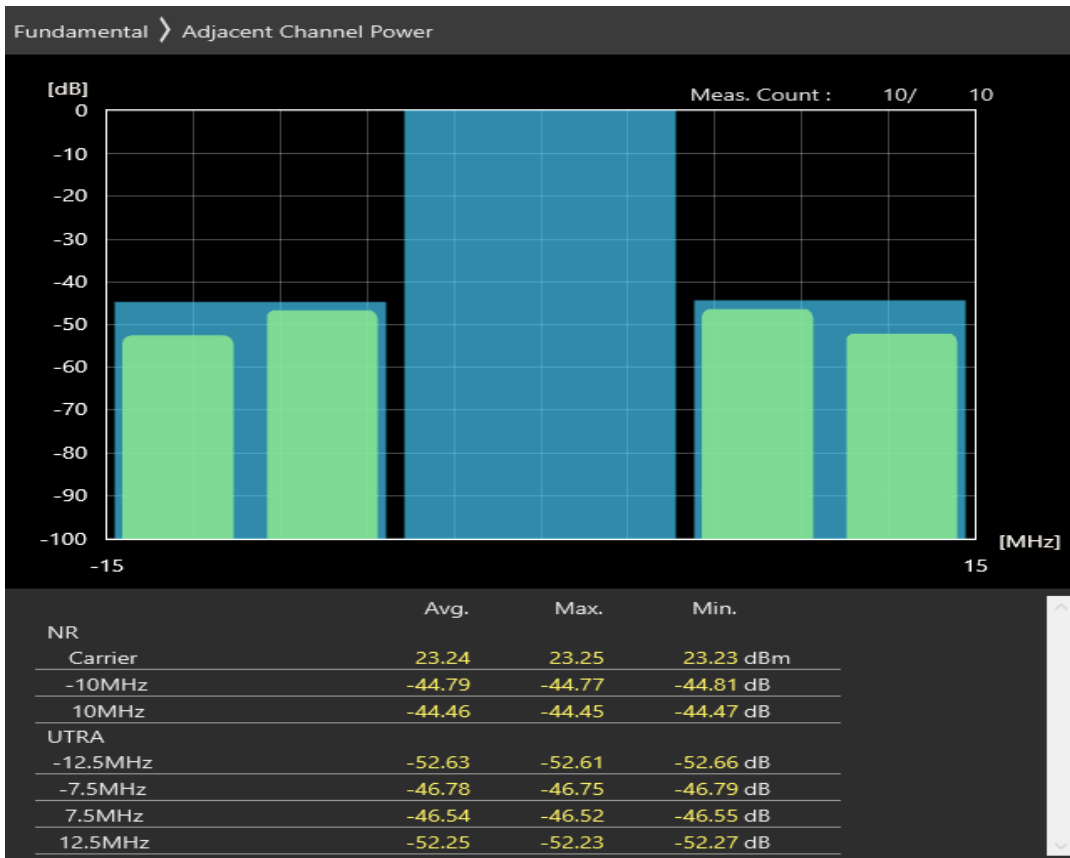 Fundamental 〉 Adjacent Channel Power
[dB]
Meas. Count : 10/ 10
0
-10
-20
-30
-40
-50
-60
-70
-80
-90
-100
[MHz]
-15 15
Avg. Max. Min.
NR
Carrier 23.24 23.25 23.23 dBm
-10MHz -44.79 -44.77 -44.81 dB
10MHz -44.46 -44.45 -44.47 dB
UTRA
-12.5MHz -52.63 -52.61 -52.66 dB
-7.5MHz -46.78 -46.75 -46.79 dB
7.5MHz -46.54 -46.52 -46.55 dB
12.5MHz -52.25 -52.23 -52.27 dB